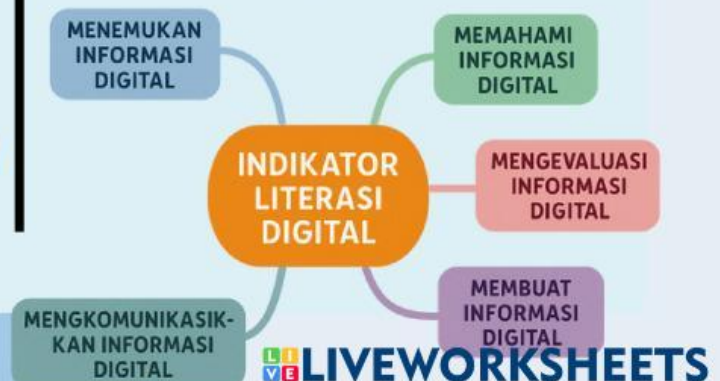 MENEMUKAN
INFORMASI
DIGITAL
MEMAHAMI
INFORMASI
DIGITAL
INDIKATOR
LITERASI
DIGITAL
MENGEVALUASI
INFORMASI
DIGITAL
MEMBUAT
INFORMASI
DIGITAL
MENGKOMUNIKASIK-
KAN INFORMASI
DIGITAL
LIVE LIVEWORKSHEETS